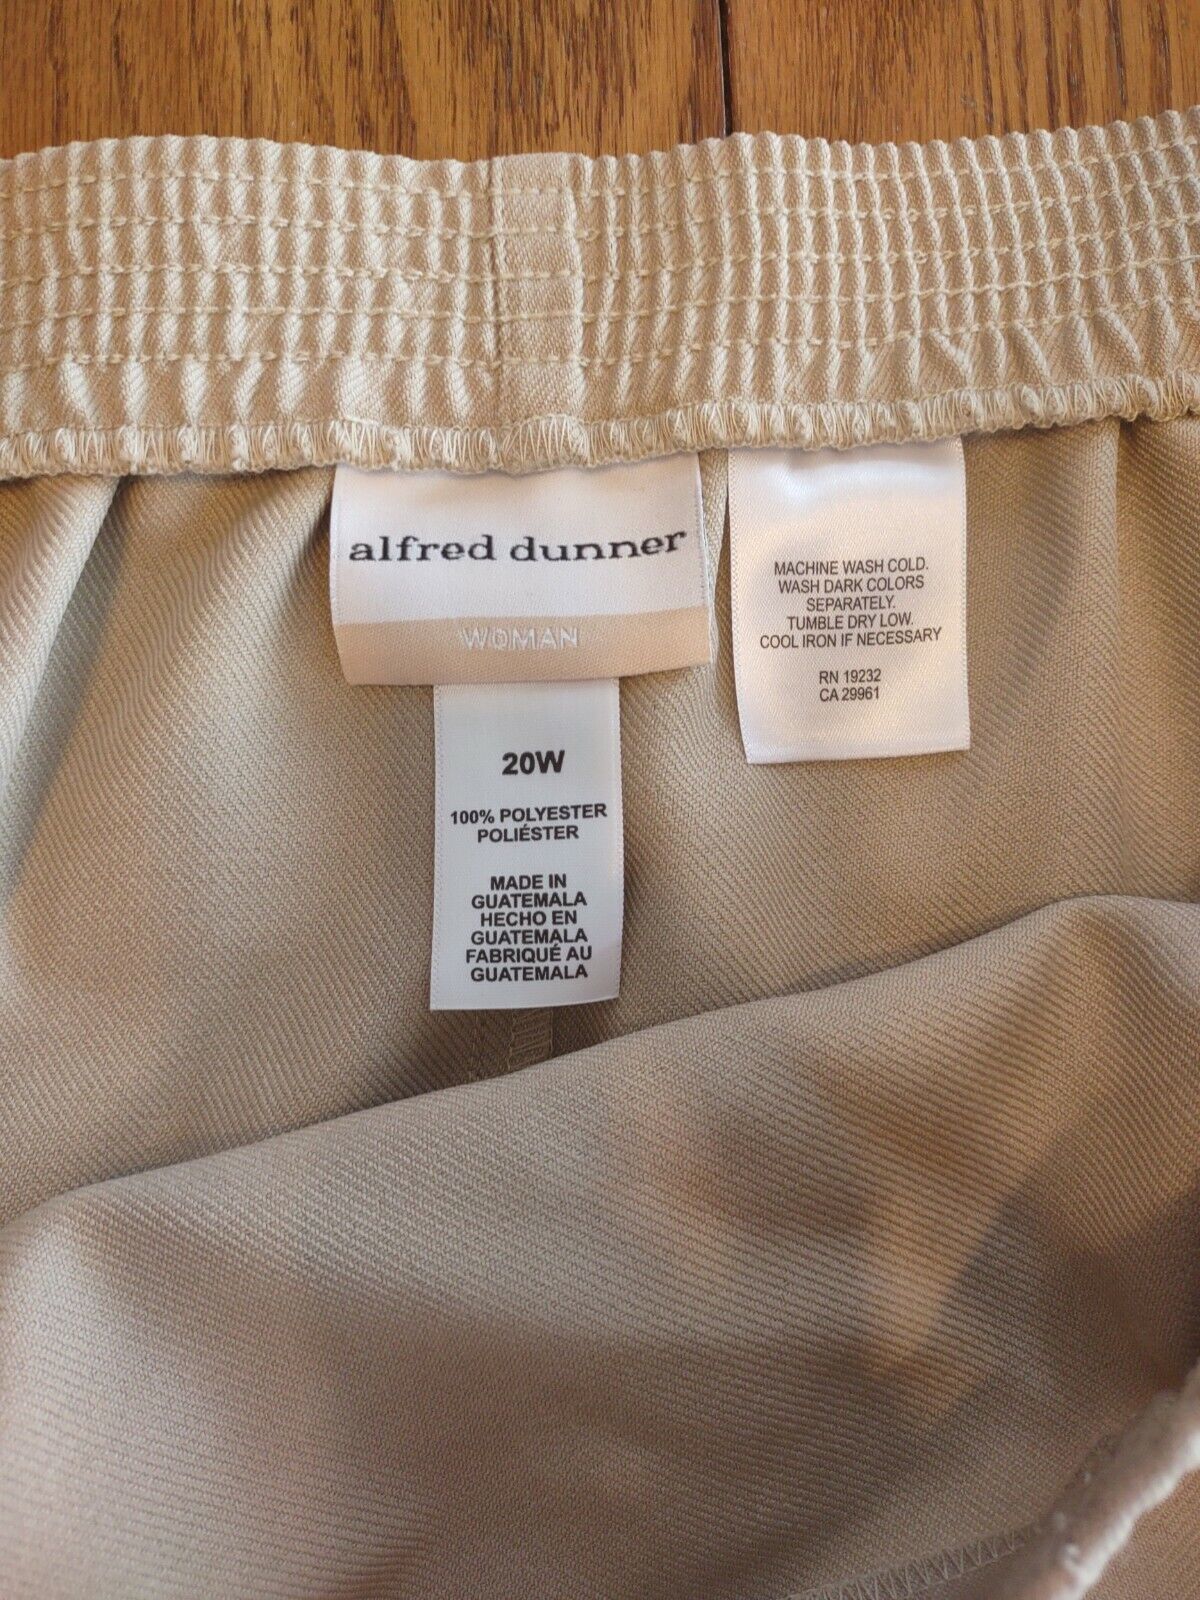 alfred dunner
WOMAN
20W
100% POLYESTER
POLIÉSTER
MADE IN
GUATEMALA
HECHO EN
GUATEMALA
FABRIQUÉ AU
GUATEMALA
MACHINE WASH COLD.
WASH DARK COLORS
SEPARATELY.
TUMBLE DRY LOW.
COOL IRON IF NECESSARY
RN 19232
CA 29961